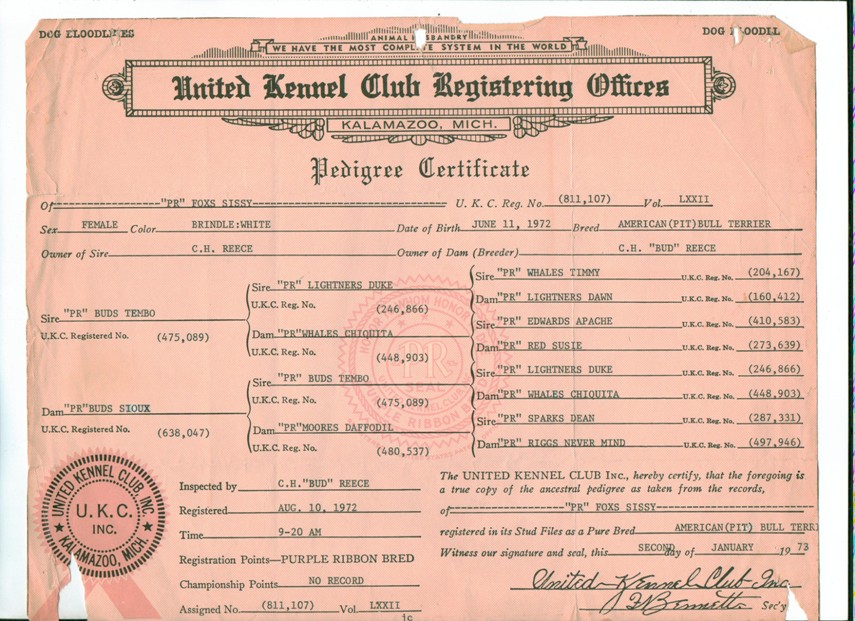 DOG BLOODLINES
ANIMAL HUSBANDRY
DOG BLOODL
WE HAVE THE MOST COMPLETE SYSTEM IN THE WORLD
United Kennel Club Registering Offices
KALAMAZOO, MICH.
Pedigree Certificate
Of "PR" FOXS SISSY U. K. C. Reg. No. (811,107) Vol. LXXII
Sex FEMALE Color BRINDLE:WHITE Date of Birth JUNE 11, 1972 Breed AMERICAN(PIT)BULL TERRIER
Owner of Sire C.H. REECE Owner of Dam (Breeder) C.H. "BUD" REECE
Sire "PR" BUDS TEMBO
U.K.C. Registered No. (475,089)
Dam "PR"BUDS SIOUX
U.K.C. Registered No. (638,047)
Sire "PR" LIGHTNERS DUKE
U.K.C. Reg. No. (246,866)
Dam "PR"WHALES CHIQUITA
U.K.C. Reg. No. (448,903)
Sire "PR" BUDS TEMBO
U.K.C. Reg. No. (475,089)
Dam "PR"MOORES DAFFODIL
U.K.C. Reg. No. (480,537)
Sire "PR" WHALES TIMMY U.K.C. Reg. No. (204,167)
Dam "PR" LIGHTNERS DAWN U.K.C. Reg. No. (160,412)
Sire "PR" EDWARDS APACHE U.K.C. Reg. No. (410,583)
Dam "PR" RED SUSIE U.K.C. Reg. No. (273,639)
Sire "PR" LIGHTNERS DUKE U.K.C. Reg. No. (246,866)
Dam "PR" WHALES CHIQUITA U.K.C. Reg. No. (448,903)
Sire "PR" SPARKS DEAN U.K.C. Reg. No. (287,331)
Dam "PR" RIGGS NEVER MIND U.K.C. Reg. No. (497,946)
"PR"
SEAL
UNITED KENNEL CLUB, INC.
U.K.C.
INC.
KALAMAZOO, MICH.
Inspected by C.H."BUD" REECE
Registered AUG. 10, 1972
Time 9-20 AM
Registration Points—PURPLE RIBBON BRED
Championship Points NO RECORD
Assigned No. (811,107) Vol. LXXII
jc
The UNITED KENNEL CLUB INC., hereby certify, that the foregoing is
a true copy of the ancestral pedigree as taken from the records,
of "PR" FOXS SISSY
registered in its Stud Files as a Pure Bred AMERICAN(PIT) BULL TERRI
Witness our signature and seal, this SECOND day of JANUARY 1973
United Kennel Club Inc.
Bennett Sec'y